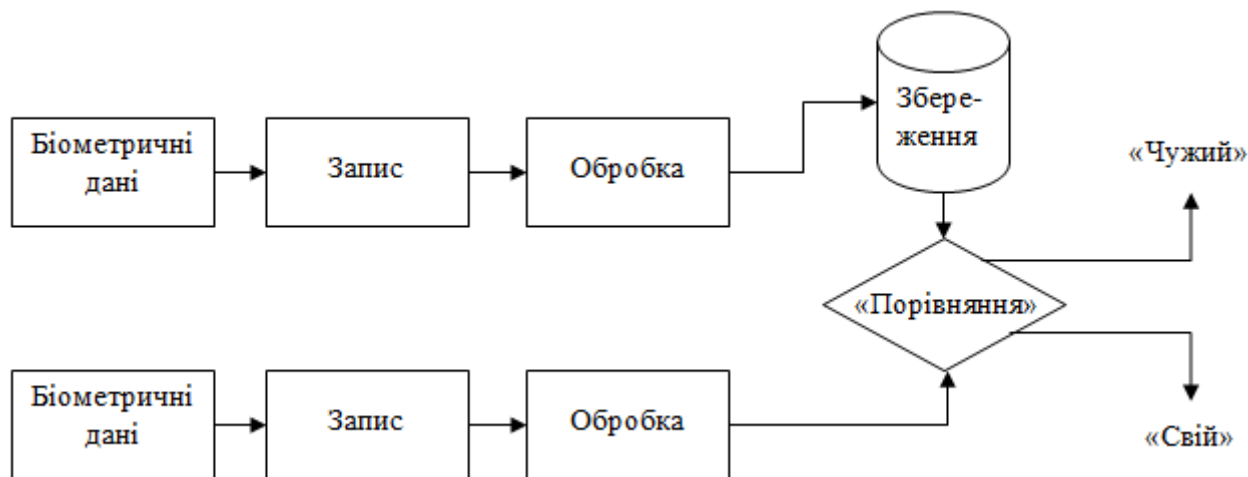 Збере-
ження
Біометричні
дані
Запис
Обробка
«Чужий»
«Порівняння»
Біометричні
дані
Запис
Обробка
«Свій»